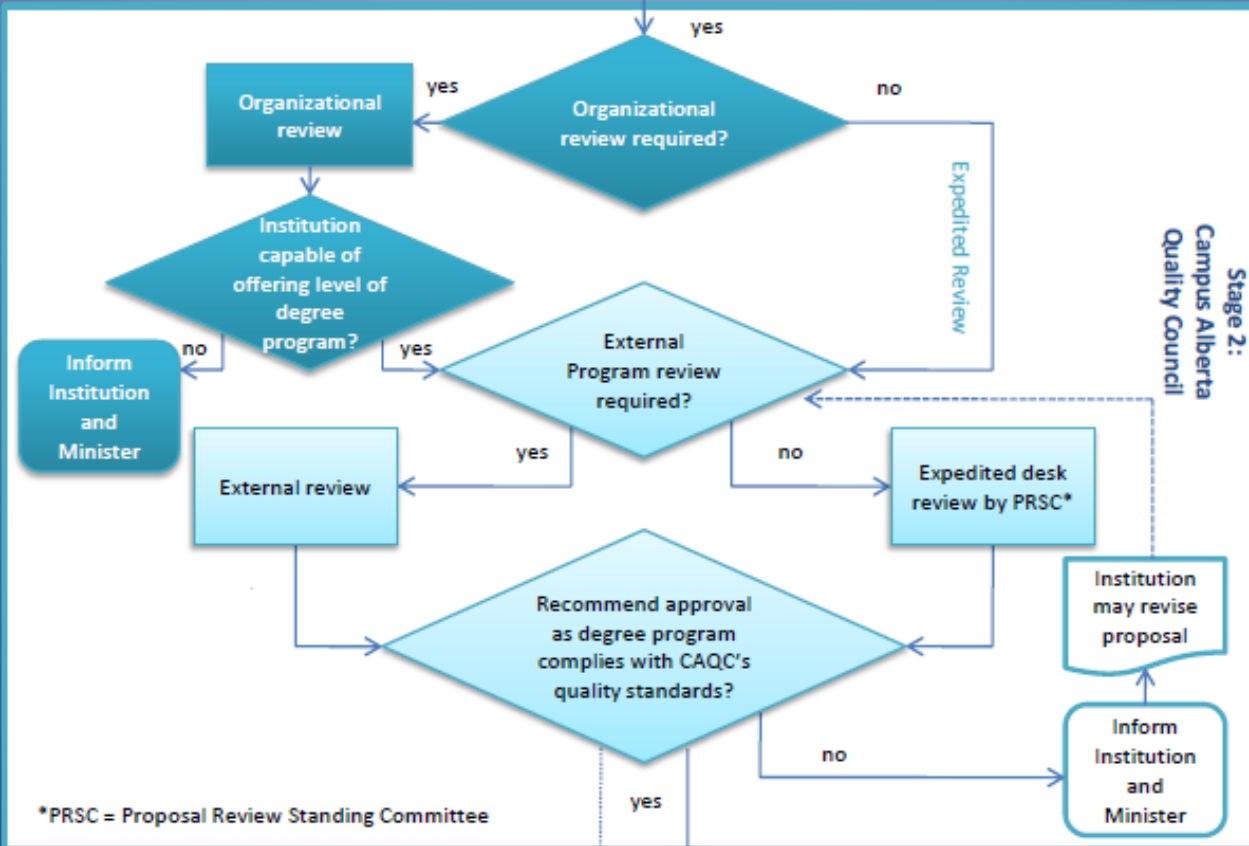 yes
Organizational
review required?
yes
no
Organizational
review
Expedited Review
Stage 2:
Campus Alberta
Quality Council
Institution
capable of
offering level of
degree
program?
no
yes
Inform
Institution
and
Minister
External
Program review
required?
yes
no
External review
Expedited desk
review by PRSC*
Recommend approval
as degree program
complies with CAQC's
quality standards?
Institution
may revise
proposal
no
Inform
Institution
and
Minister
yes
*PRSC = Proposal Review Standing Committee